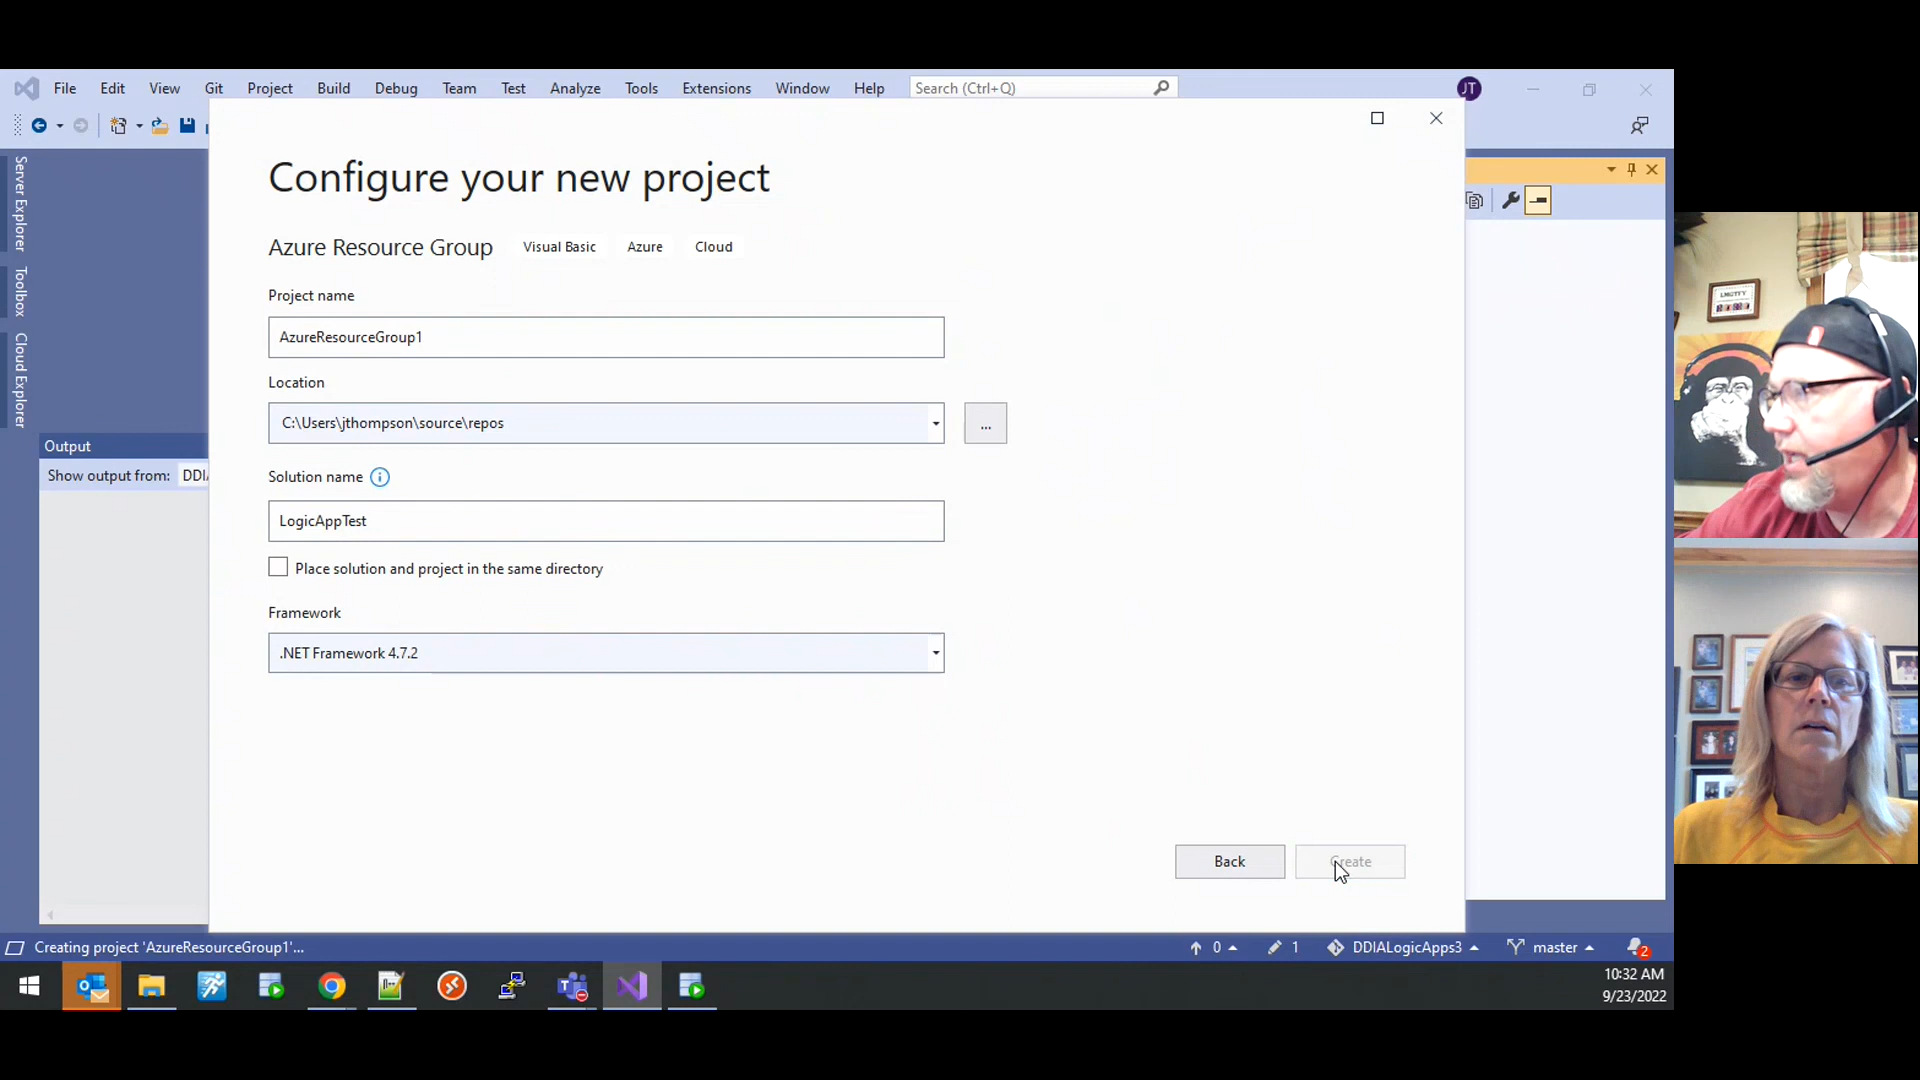 File Edit View Git Project Build Debug Team Test Analyze Tools Extensions Window Help Search (Ctrl+Q) JT
Configure your new project
Azure Resource Group Visual Basic Azure Cloud
Project name
AzureResourceGroup1
Location
C:\Users\jthompson\source\repos
...
Solution name
LogicAppTest
Place solution and project in the same directory
Framework
.NET Framework 4.7.2
Back Create
Server Explorer
Toolbox
Cloud Explorer
Output
Show output from: DDI
LMGTFY
Creating project 'AzureResourceGroup1'... 0 1 DDIALogicApps3 master 2
10:32 AM
9/23/2022